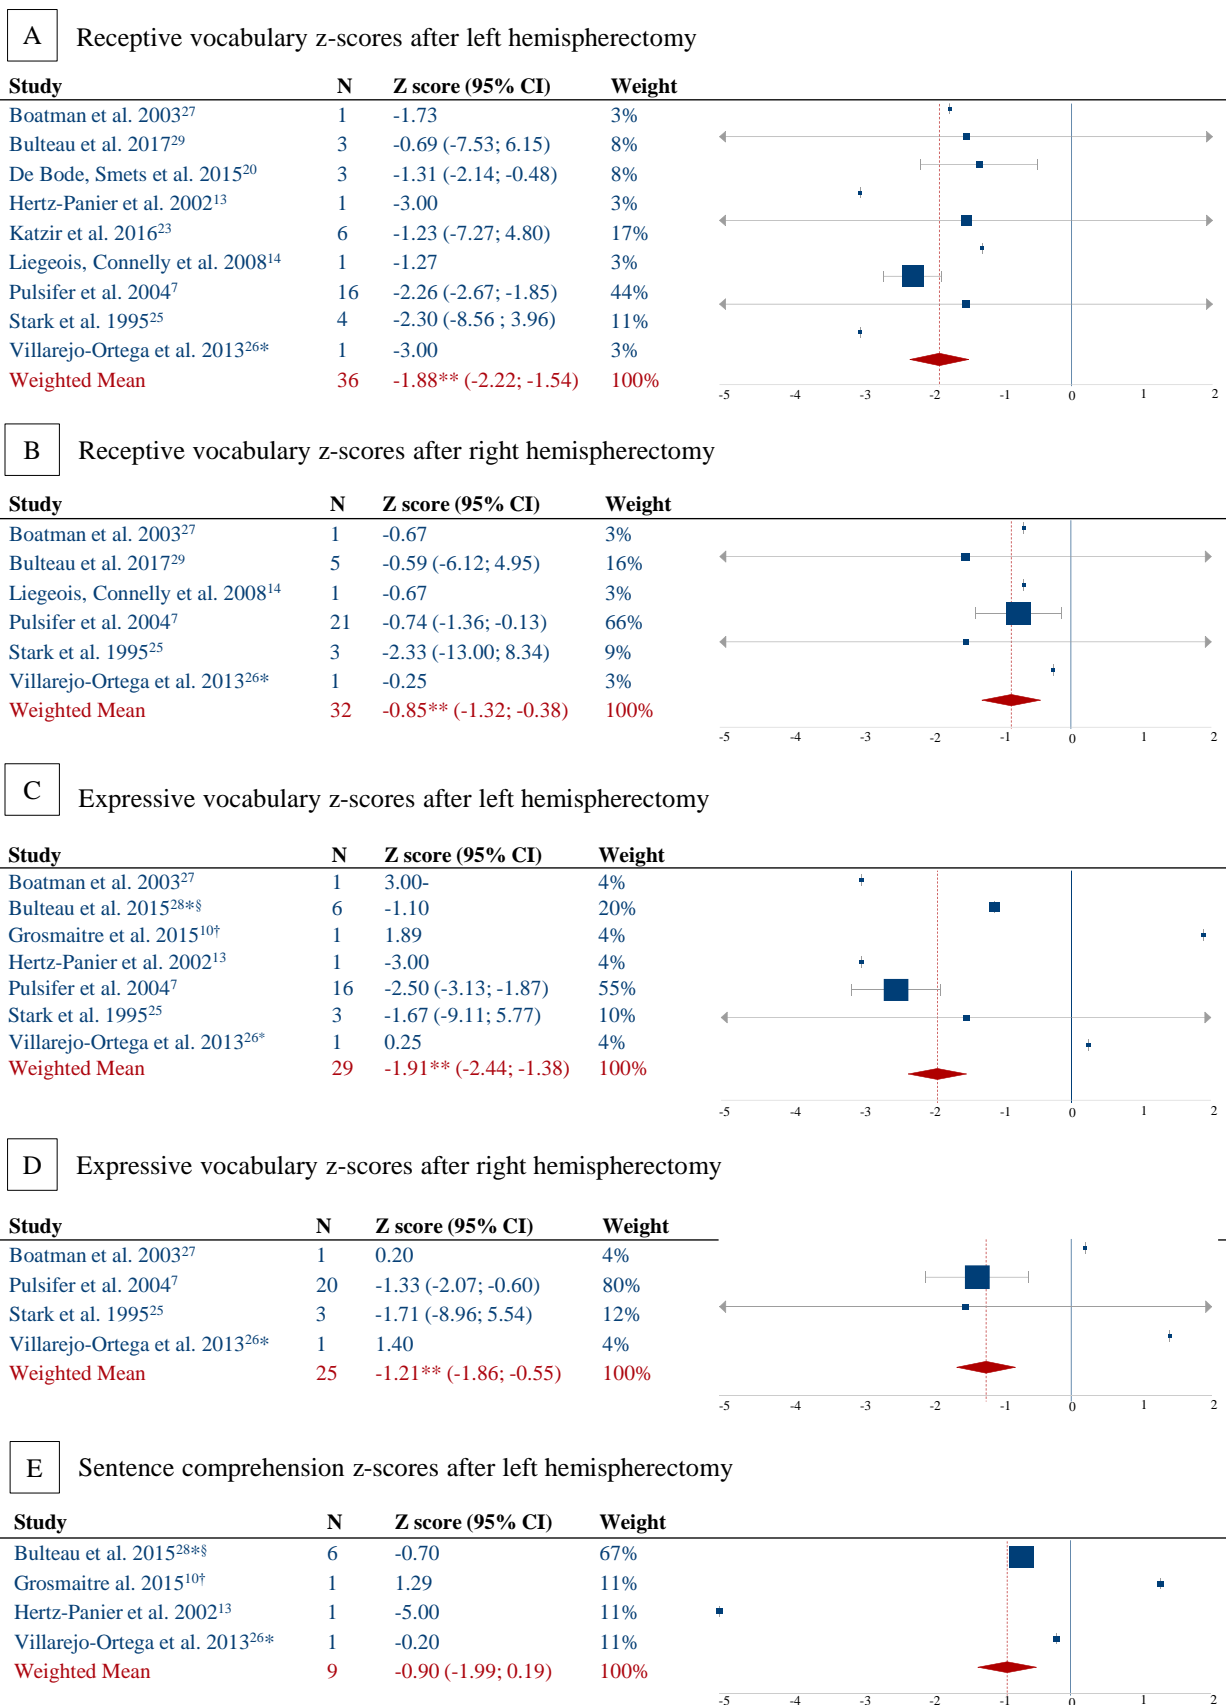 A Receptive vocabulary z-scores after left hemispherectomy
Study N Z score (95% CI) Weight
Boatman et al. 2003²⁷ 1 -1.73 3%
Bulteau et al. 2017²⁹ 3 -0.69 (-7.53; 6.15) 8%
De Bode, Smets et al. 2015²⁰ 3 -1.31 (-2.14; -0.48) 8%
Hertz-Panier et al. 2002¹³ 1 -3.00 3%
Katzir et al. 2016²³ 6 -1.23 (-7.27; 4.80) 17%
Liegeois, Connelly et al. 2008¹⁴ 1 -1.27 3%
Pulsifer et al. 2004⁷ 16 -2.26 (-2.67; -1.85) 44%
Stark et al. 1995²⁵ 4 -2.30 (-8.56 ; 3.96) 11%
Villarejo-Ortega et al. 2013²⁶* 1 -3.00 3%
Weighted Mean 36 -1.88** (-2.22; -1.54) 100%
-5 -4 -3 -2 -1 0 1 2
B Receptive vocabulary z-scores after right hemispherectomy
Study N Z score (95% CI) Weight
Boatman et al. 2003²⁷ 1 -0.67 3%
Bulteau et al. 2017²⁹ 5 -0.59 (-6.12; 4.95) 16%
Liegeois, Connelly et al. 2008¹⁴ 1 -0.67 3%
Pulsifer et al. 2004⁷ 21 -0.74 (-1.36; -0.13) 66%
Stark et al. 1995²⁵ 3 -2.33 (-13.00; 8.34) 9%
Villarejo-Ortega et al. 2013²⁶* 1 -0.25 3%
Weighted Mean 32 -0.85** (-1.32; -0.38) 100%
-5 -4 -3 -2 -1 0 1 2
C Expressive vocabulary z-scores after left hemispherectomy
Study N Z score (95% CI) Weight
Boatman et al. 2003²⁷ 1 3.00- 4%
Bulteau et al. 2015²⁸*§ 6 -1.10 20%
Grosmaitre et al. 2015¹⁰† 1 1.89 4%
Hertz-Panier et al. 2002¹³ 1 -3.00 4%
Pulsifer et al. 2004⁷ 16 -2.50 (-3.13; -1.87) 55%
Stark et al. 1995²⁵ 3 -1.67 (-9.11; 5.77) 10%
Villarejo-Ortega et al. 2013²⁶* 1 0.25 4%
Weighted Mean 29 -1.91** (-2.44; -1.38) 100%
-5 -4 -3 -2 -1 0 1 2
D Expressive vocabulary z-scores after right hemispherectomy
Study N Z score (95% CI) Weight
Boatman et al. 2003²⁷ 1 0.20 4%
Pulsifer et al. 2004⁷ 20 -1.33 (-2.07; -0.60) 80%
Stark et al. 1995²⁵ 3 -1.71 (-8.96; 5.54) 12%
Villarejo-Ortega et al. 2013²⁶* 1 1.40 4%
Weighted Mean 25 -1.21** (-1.86; -0.55) 100%
-5 -4 -3 -2 -1 0 1 2
E Sentence comprehension z-scores after left hemispherectomy
Study N Z score (95% CI) Weight
Bulteau et al. 2015²⁸*§ 6 -0.70 67%
Grosmaitre al. 2015¹⁰† 1 1.29 11%
Hertz-Panier et al. 2002¹³ 1 -5.00 11%
Villarejo-Ortega et al. 2013²⁶* 1 -0.20 11%
Weighted Mean 9 -0.90 (-1.99; 0.19) 100%
-5 -4 -3 -2 -1 0 1 2